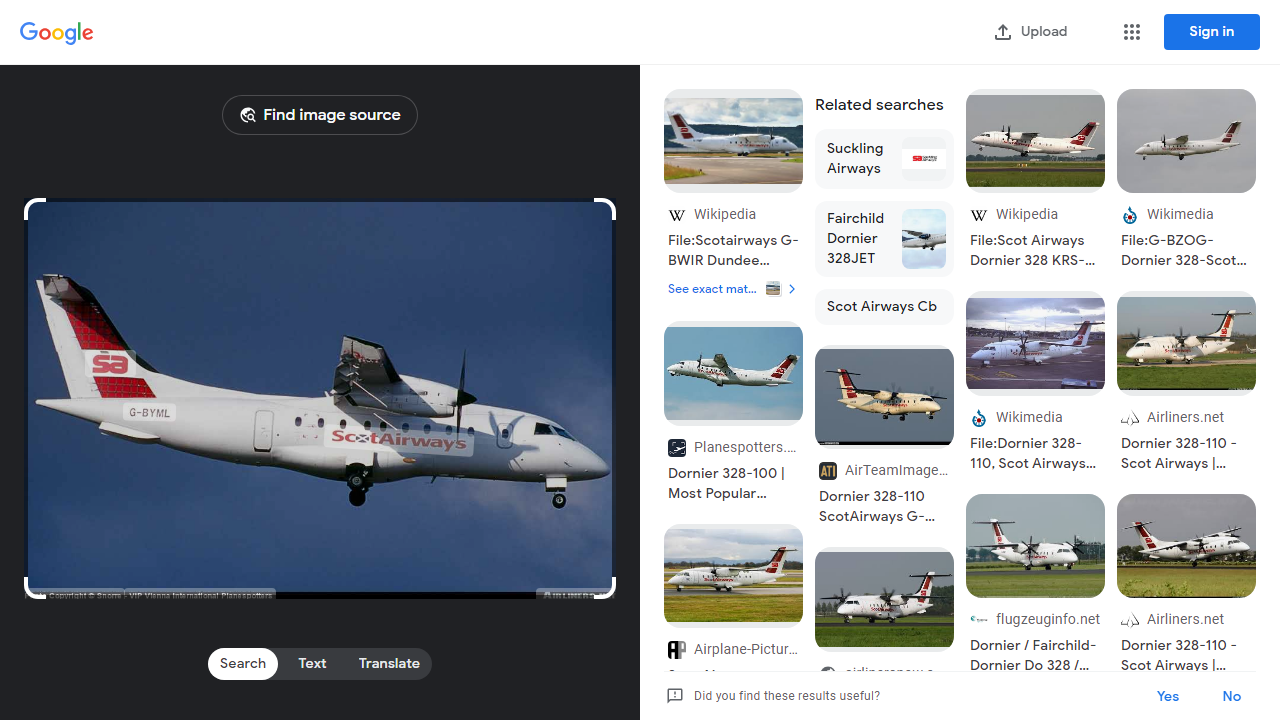 Google
Upload
Sign in
Find image source
sa
G-BYML
ScotAirways
Copyright © Snorre | VIP Vienna International Planespotters
AIRLINERS
Search
Text
Translate
Wikipedia
File:Scotairways G-
BWIR Dundee...
See exact mat...
Planespotters....
Dornier 328-100 |
Most Popular...
Airplane-Pictur...
Related searches
Suckling
Airways
Fairchild
Dornier
328JET
Scot Airways Cb
ATI
AirTeamImage...
Dornier 328-110
ScotAirways G-...
Wikipedia
File:Scot Airways
Dornier 328 KRS-...
Wikimedia
File:Dornier 328-
110, Scot Airways...
flugzeuginfo.net
Dornier / Fairchild-
Dornier Do 328 /...
Wikimedia
File:G-BZOG-
Dornier 328-Scot...
Airliners.net
Dornier 328-110 -
Scot Airways |...
Airliners.net
Dornier 328-110 -
Scot Airways |...
Did you find these results useful?
Yes
No